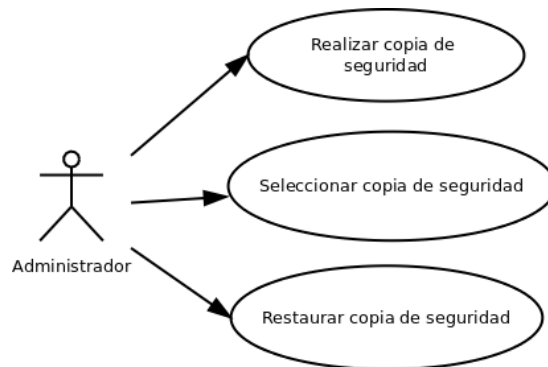 Realizar copia de
seguridad
Seleccionar copia de seguridad
Administrador
Restaurar copia de seguridad